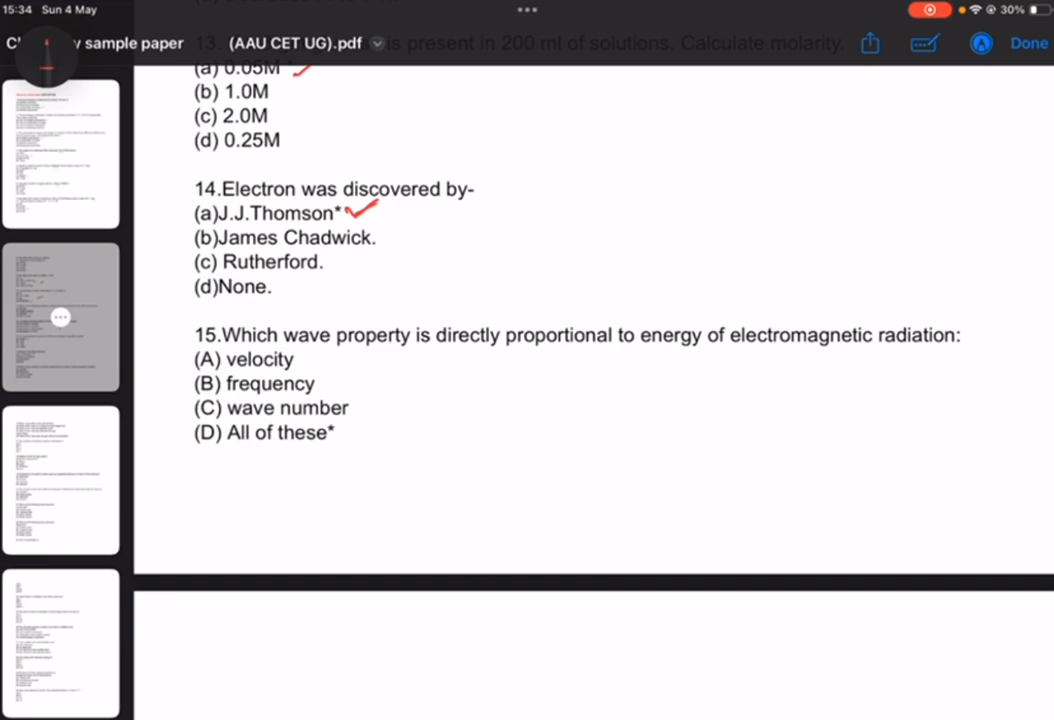 15:34 Sun 4 May
30%
sample paper (AAU CET UG).pdf
Done
is present in 200 ml of solutions. Calculate molarity.
(a) 0.05M
(b) 1.0M
(c) 2.0M
(d) 0.25M
14.Electron was discovered by-
(a)J.J.Thomson*
(b)James Chadwick.
(c) Rutherford.
(d)None.
15.Which wave property is directly proportional to energy of electromagnetic radiation:
(A) velocity
(B) frequency
(C) wave number
(D) All of these*